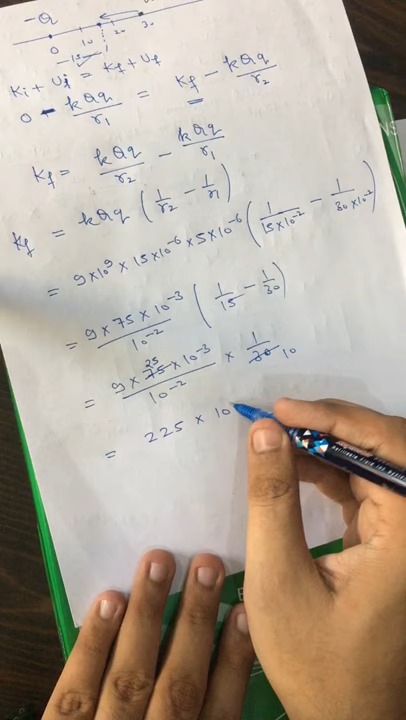 -Q
0 10 20 30
15
Ki + Ui = Kf + Uf
0 - kQq/r1 = Kf - kQq/r2
Kf = kQq/r2 - kQq/r1
Kf = kQq (1/r2 - 1/r1)
= 9×10⁹ × 15×10⁻⁶ × 5×10⁻⁶ (1/15×10⁻² - 1/30×10⁻²)
= 9×75×10⁻³/10⁻² (1/15 - 1/30)
= 9×75×10⁻³/10⁻² × 1/30 25 10
= 225 × 10